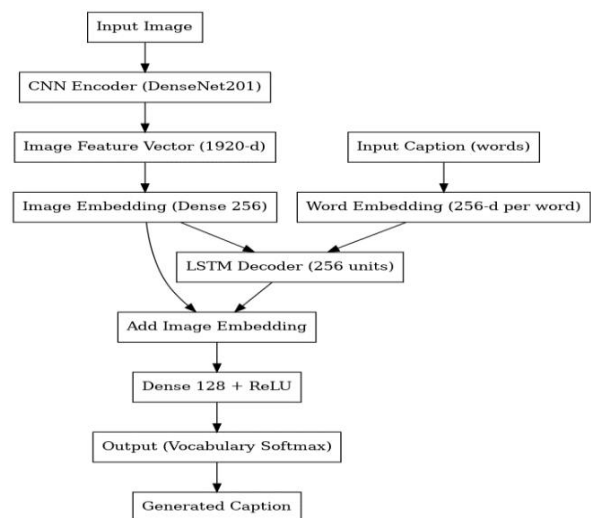 Input Image
CNN Encoder (DenseNet201)
Image Feature Vector (1920-d)
Input Caption (words)
Image Embedding (Dense 256)
Word Embedding (256-d per word)
LSTM Decoder (256 units)
Add Image Embedding
Dense 128 + ReLU
Output (Vocabulary Softmax)
Generated Caption